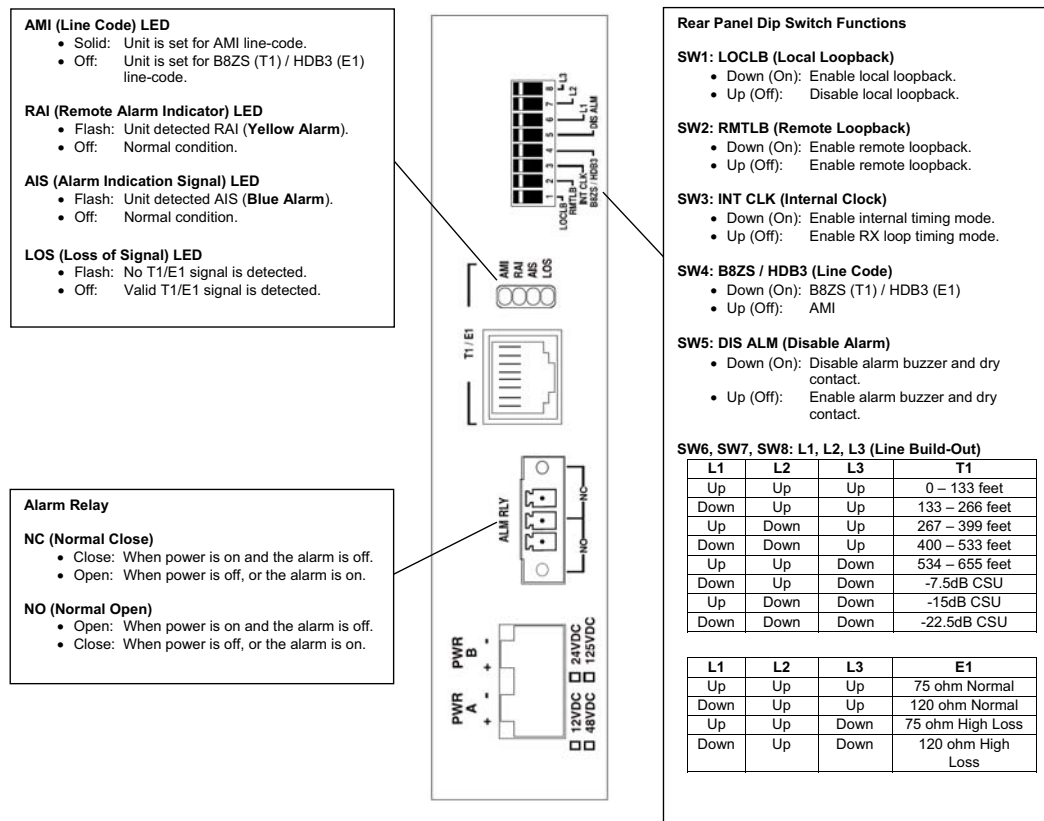 AMI (Line Code) LED
• Solid: Unit is set for AMI line-code.
• Off: Unit is set for B8ZS (T1) / HDB3 (E1)
line-code.
RAI (Remote Alarm Indicator) LED
• Flash: Unit detected RAI (Yellow Alarm).
• Off: Normal condition.
AIS (Alarm Indication Signal) LED
• Flash: Unit detected AIS (Blue Alarm).
• Off: Normal condition.
LOS (Loss of Signal) LED
• Flash: No T1/E1 signal is detected.
• Off: Valid T1/E1 signal is detected.
Alarm Relay
NC (Normal Close)
• Close: When power is on and the alarm is off.
• Open: When power is off, or the alarm is on.
NO (Normal Open)
• Open: When power is on and the alarm is off.
• Close: When power is off, or the alarm is on.
1 2 3 4 5 6 7 8
LOCLB
RMTLB
INT CLK
B8ZS / HDB3
DIS ALM
L1
L2
L3
AMI
RAI
AIS
LOS
T1 / E1
ALM RLY
NO
NC
PWR A
+ -
PWR B
+ -
12VDC
24VDC
48VDC
125VDC
Rear Panel Dip Switch Functions
SW1: LOCLB (Local Loopback)
• Down (On): Enable local loopback.
• Up (Off): Disable local loopback.
SW2: RMTLB (Remote Loopback)
• Down (On): Enable remote loopback.
• Up (Off): Enable remote loopback.
SW3: INT CLK (Internal Clock)
• Down (On): Enable internal timing mode.
• Up (Off): Enable RX loop timing mode.
SW4: B8ZS / HDB3 (Line Code)
• Down (On): B8ZS (T1) / HDB3 (E1)
• Up (Off): AMI
SW5: DIS ALM (Disable Alarm)
• Down (On): Disable alarm buzzer and dry
contact.
• Up (Off): Enable alarm buzzer and dry
contact.
SW6, SW7, SW8: L1, L2, L3 (Line Build-Out)
L1 L2 L3 T1
Up Up Up 0 – 133 feet
Down Up Up 133 – 266 feet
Up Down Up 267 – 399 feet
Down Down Up 400 – 533 feet
Up Up Down 534 – 655 feet
Down Up Down -7.5dB CSU
Up Down Down -15dB CSU
Down Down Down -22.5dB CSU
L1 L2 L3 E1
Up Up Up 75 ohm Normal
Down Up Up 120 ohm Normal
Up Up Down 75 ohm High Loss
Down Up Down 120 ohm High
Loss